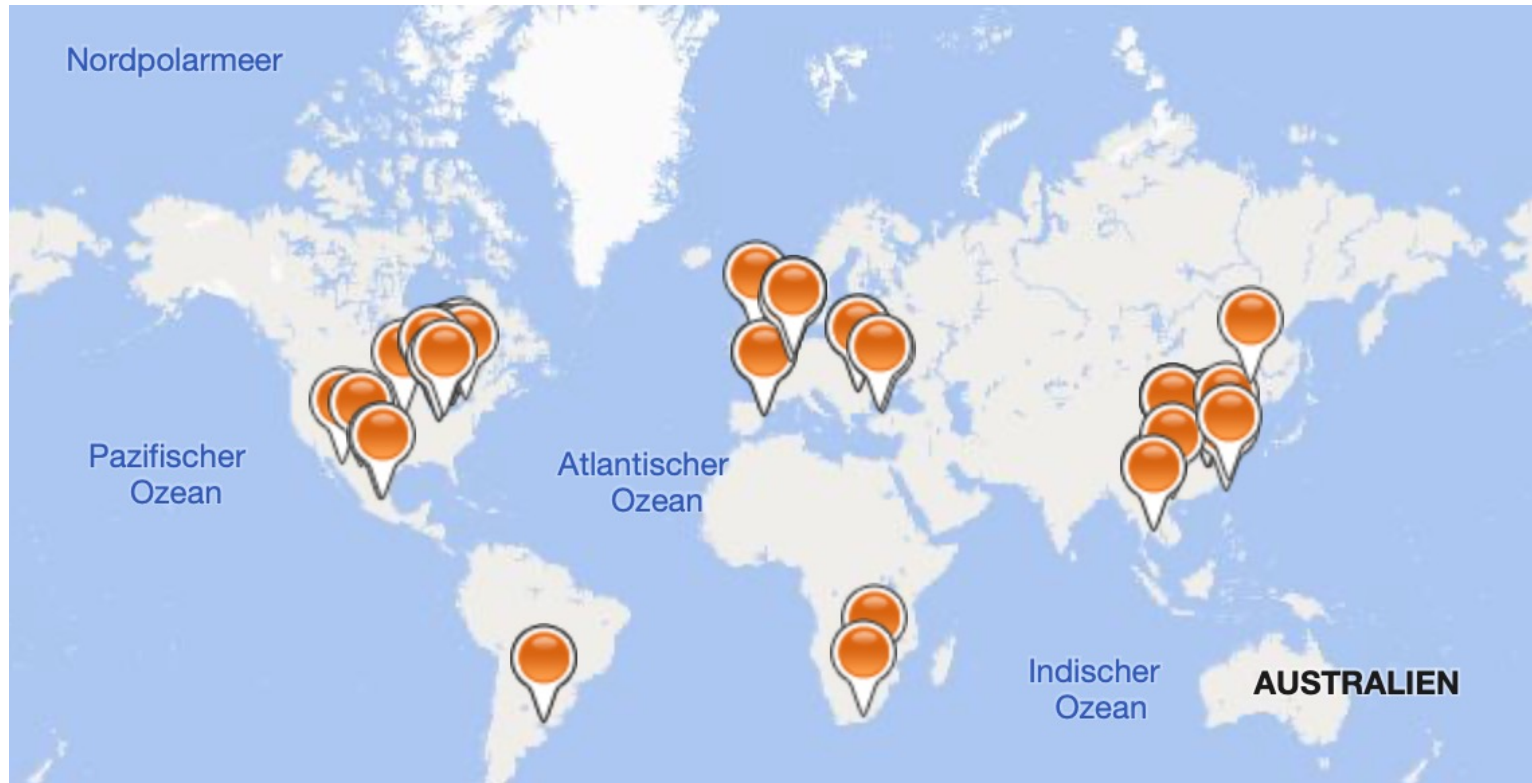 Nordpolarmeer
Pazifischer
Ozean
Atlantischer
Ozean
Indischer
Ozean
AUSTRALIEN